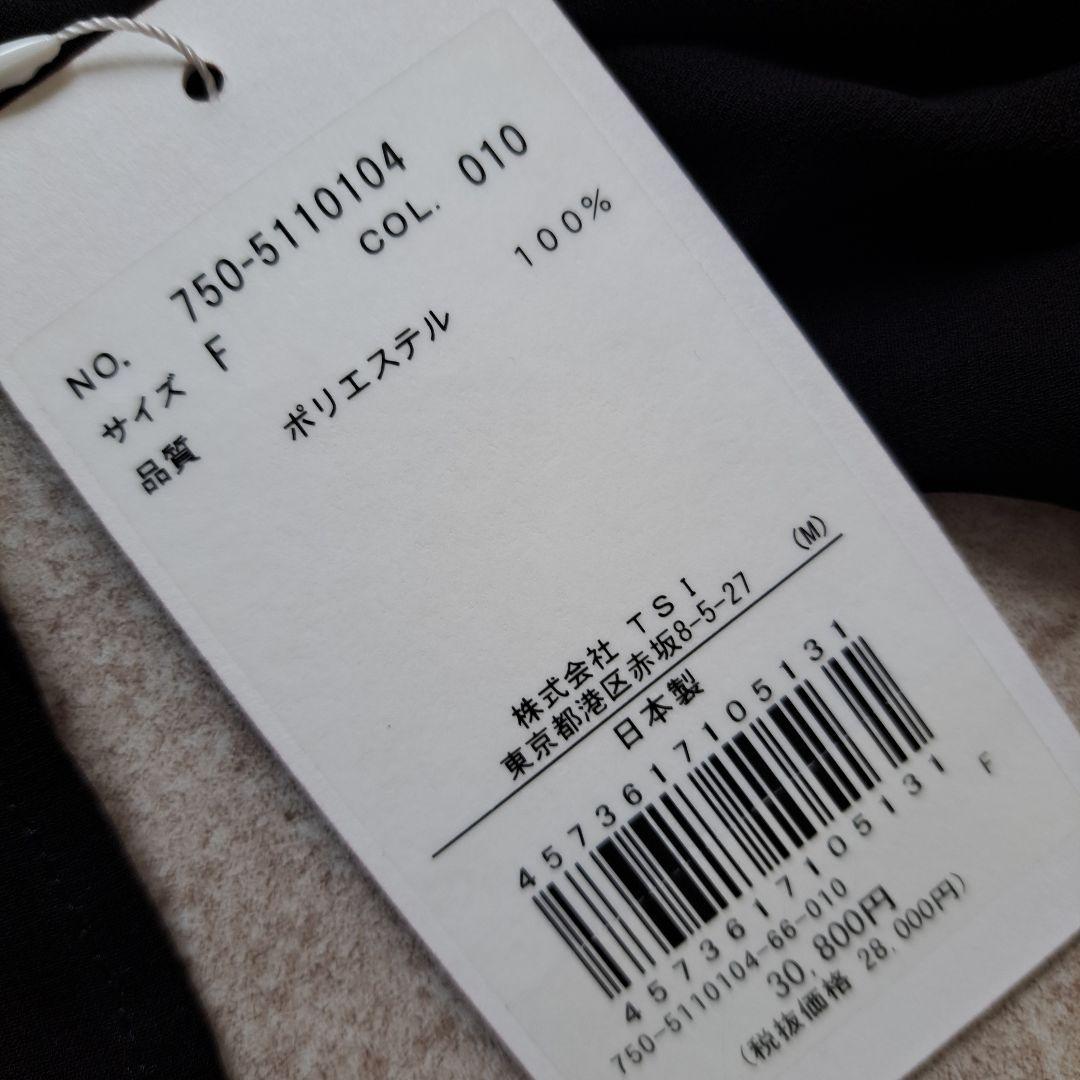 NO. 750-5110104
サイズ F COL. 010
品質 ポリエステル 100%
(M)
株式会社 TSI
東京都港区赤坂8-5-27
日本製
4573617105131
4573617105131 F
750-5110104-66-010
30,800円
(税抜価格 28,000円)